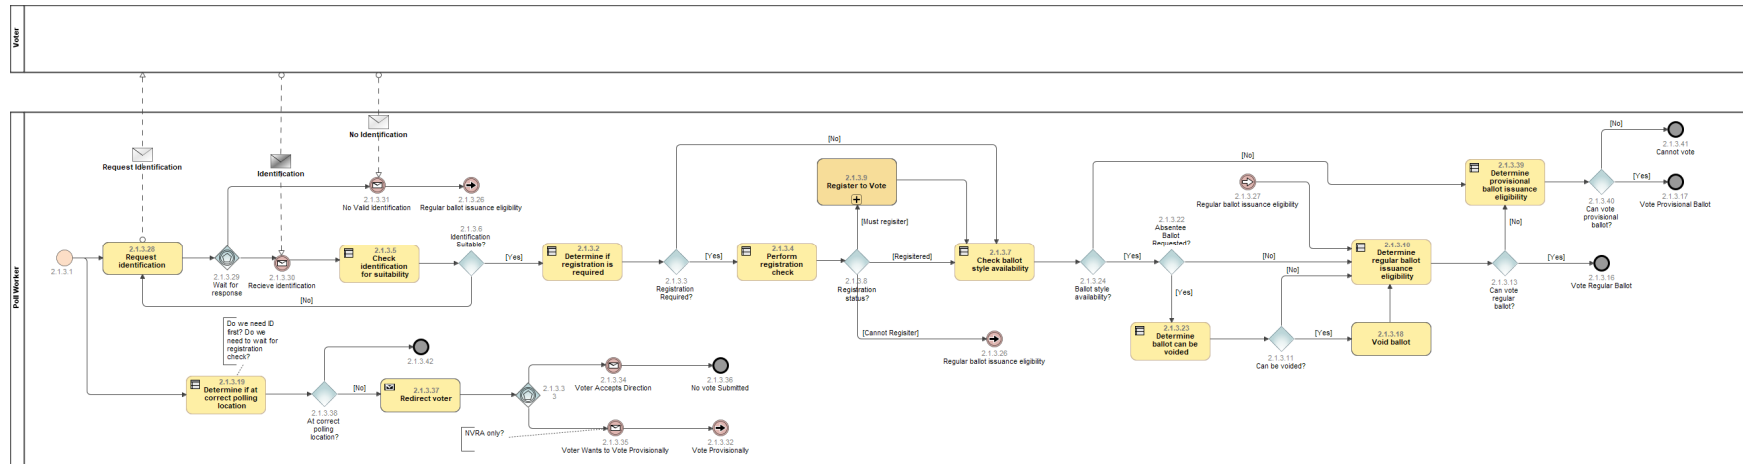 Voter
Poll Worker
Request Identification
Identification
No Identification
2.1.3.1
2.1.3.28
Request
identification
2.1.3.29
Wait for
response
2.1.3.30
Recieve identification
2.1.3.31
No Valid Identification
2.1.3.26
Regular ballot issuance eligibility
2.1.3.5
Check
identification
for suitability
2.1.3.6
Identification
Suitable?
[No]
[Yes]
2.1.3.2
Determine if
registration is
required
2.1.3.3
Registration
Required?
[No]
[Yes]
2.1.3.4
Perform
registration
check
2.1.3.8
Registration
status?
[Must regisiter]
[Registered]
[Cannot Regisiter]
2.1.3.9
Register to Vote
2.1.3.26
Regular ballot issuance eligibility
2.1.3.7
Check ballot
style availability
2.1.3.24
Ballot style
availability?
[No]
[Yes]
2.1.3.27
Regular ballot issuance eligibility
2.1.3.22
Absentee
Ballot
Requested?
[No]
[Yes]
2.1.3.23
Determine
ballot can be
voided
2.1.3.11
Can be voided?
[No]
[Yes]
2.1.3.18
Void ballot
2.1.3.10
Determine
regular ballot
issuance
eligibility
2.1.3.13
Can vote
regular
ballot?
[No]
[Yes]
2.1.3.16
Vote Regular Ballot
2.1.3.39
Determine
provisional
ballot issuance
eligibility
2.1.3.40
Can vote
provisional
ballot?
[No]
[Yes]
2.1.3.41
Cannot vote
2.1.3.17
Vote Provisional Ballot
Do we need ID
first? Do we
need to wait for
registration
check?
2.1.3.19
Determine if at
correct polling
location
2.1.3.38
At correct
polling
location?
2.1.3.42
[No]
2.1.3.37
Redirect voter
2.1.3.3
3
NVRA only?
2.1.3.34
Voter Accepts Direction
2.1.3.36
No vote Submitted
2.1.3.35
Voter Wants to Vote Provisionally
2.1.3.32
Vote Provisionally